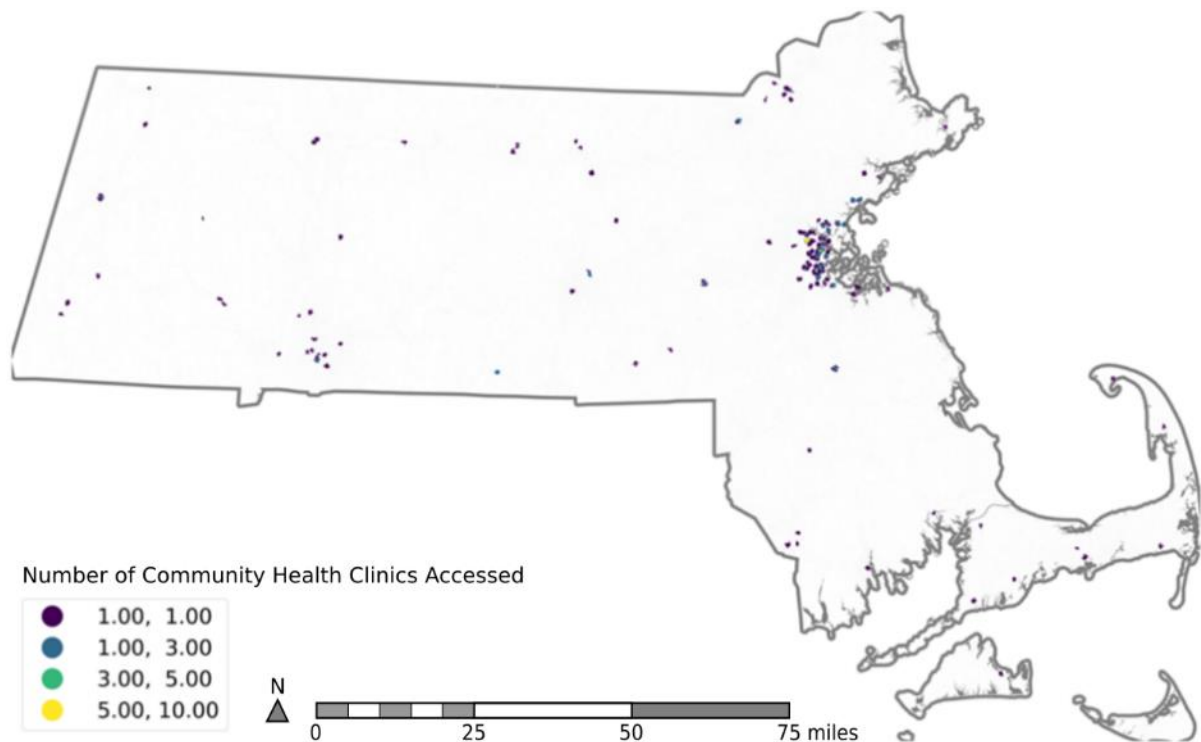 Number of Community Health Clinics Accessed
1.00, 1.00
1.00, 3.00
3.00, 5.00
5.00, 10.00
N
0 25 50 75 miles